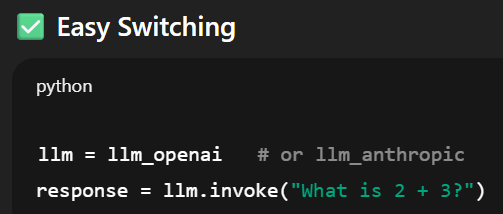 ✅ Easy Switching
python
llm = llm_openai   # or llm_anthropic
response = llm.invoke("What is 2 + 3?")